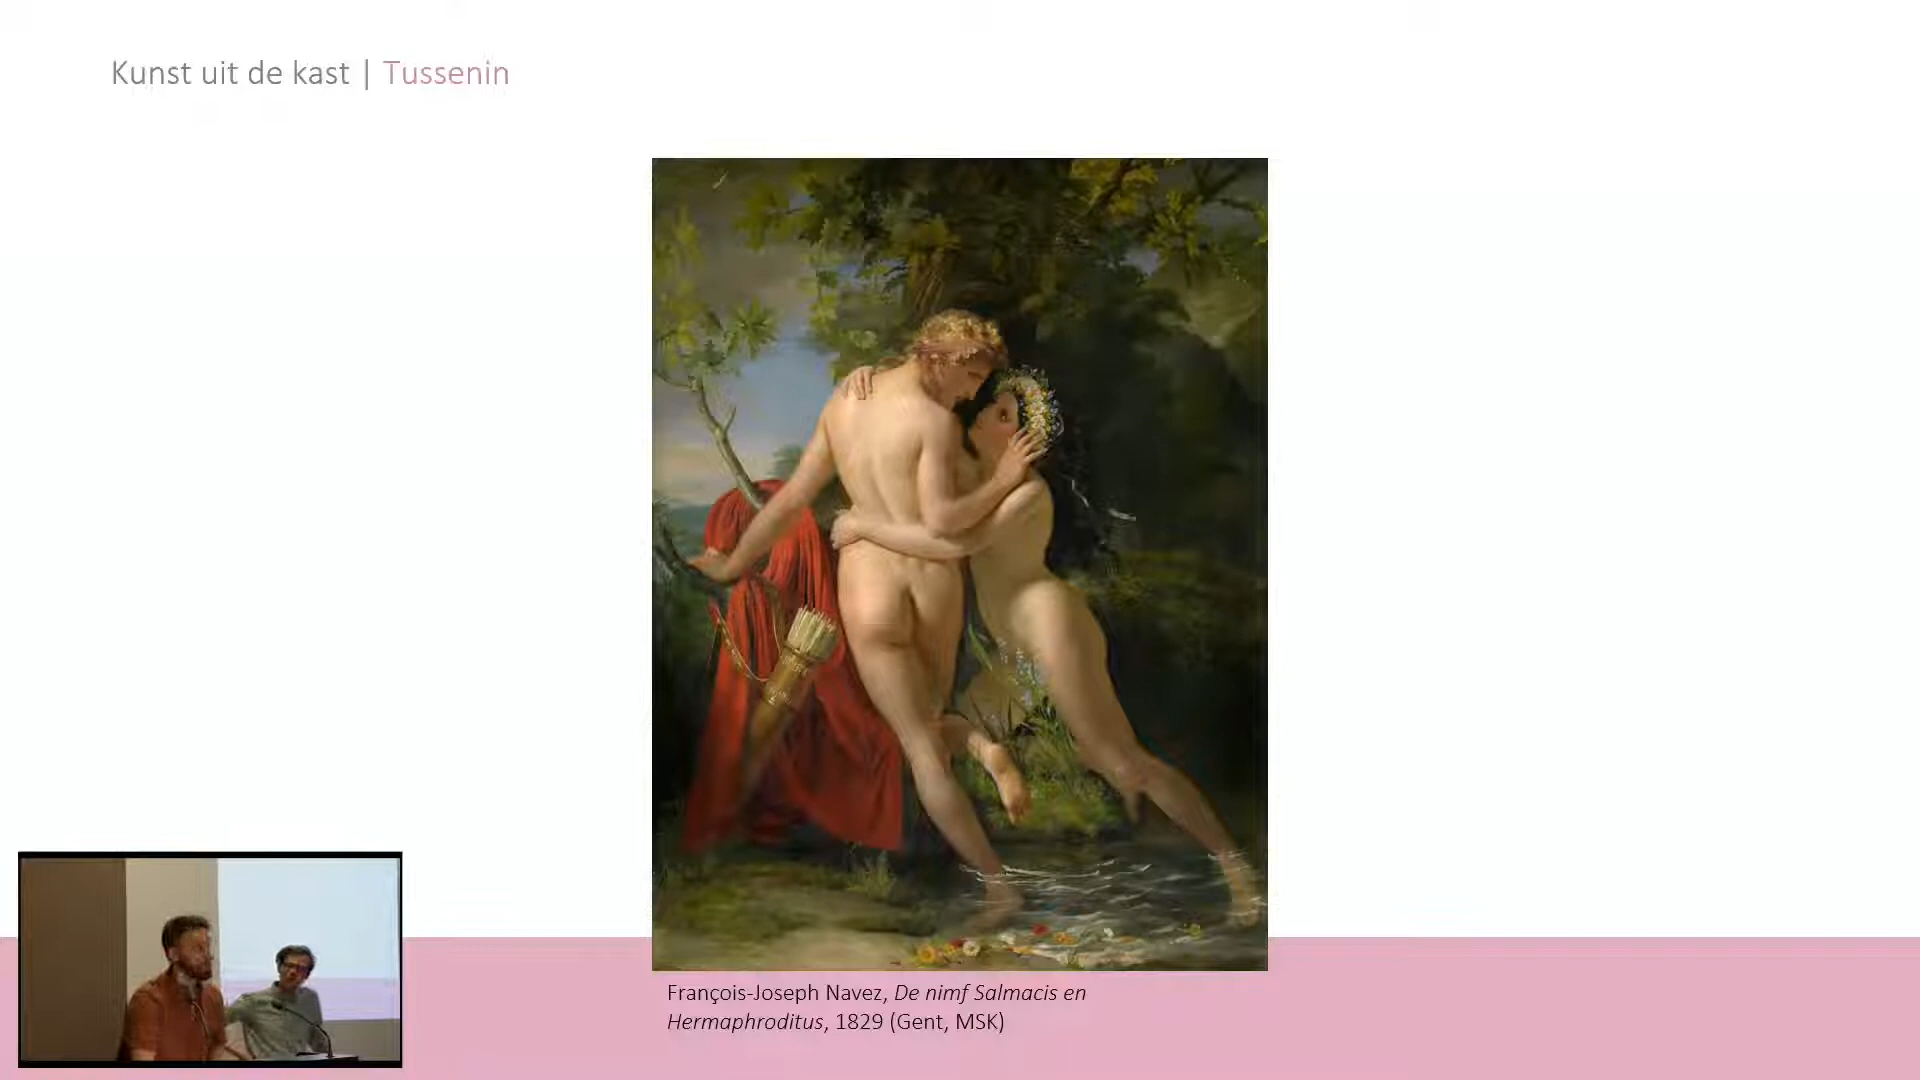 Kunst uit de kast | Tussenin
François-Joseph Navez, De nimf Salmacis en
Hermaphroditus, 1829 (Gent, MSK)